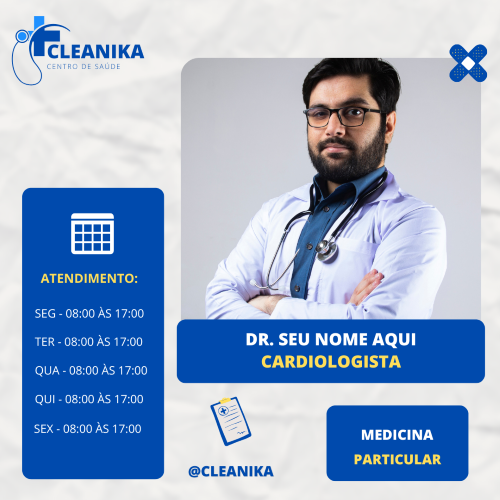 CLEANIKA
CENTRO DE SAÚDE
ATENDIMENTO:
SEG - 08:00 ÀS 17:00
TER - 08:00 ÀS 17:00
QUA - 08:00 ÀS 17:00
QUI - 08:00 ÀS 17:00
SEX - 08:00 ÀS 17:00
DR. SEU NOME AQUI
CARDIOLOGISTA
@CLEANIKA
MEDICINA
PARTICULAR